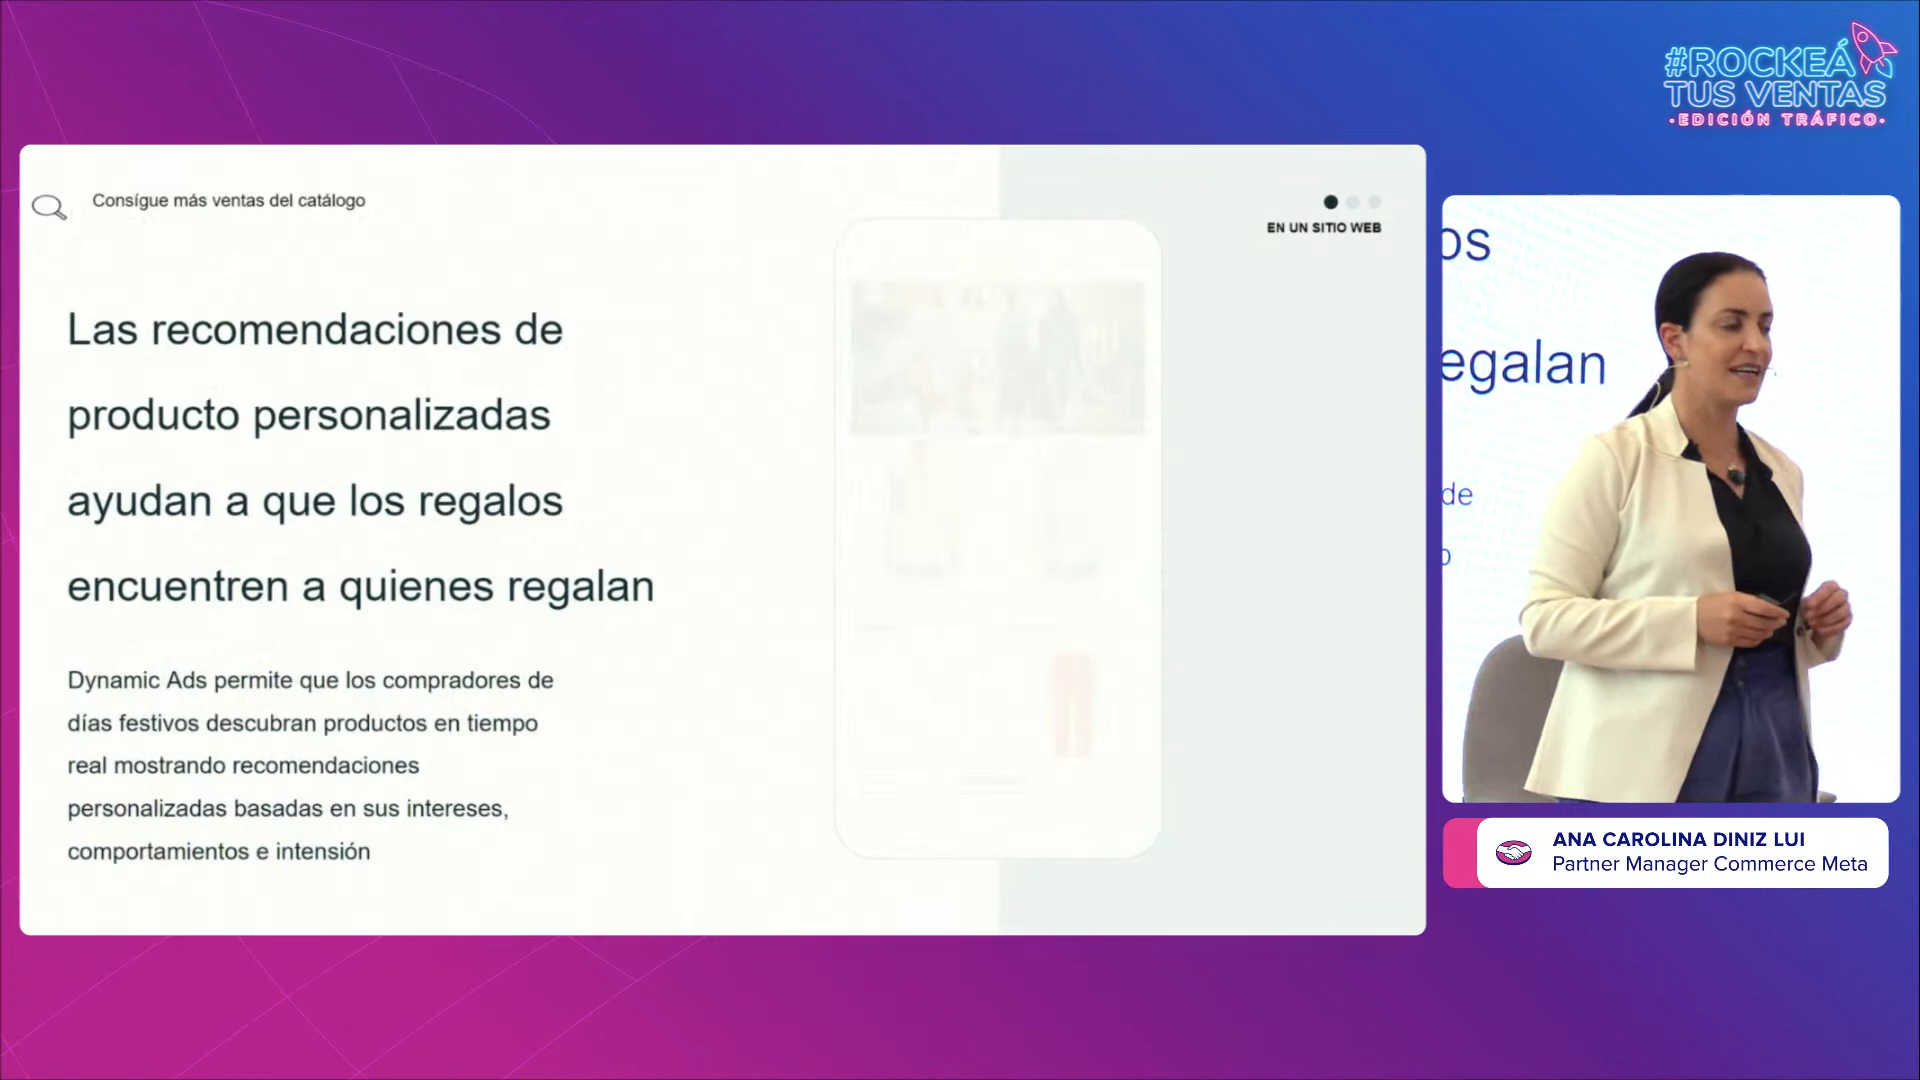 #ROCKEÁ
TUS VENTAS
·EDICIÓN TRÁFICO·
Consígue más ventas del catálogo
EN UN SITIO WEB
Las recomendaciones de
producto personalizadas
ayudan a que los regalos
encuentren a quienes regalan
Dynamic Ads permite que los compradores de
días festivos descubran productos en tiempo
real mostrando recomendaciones
personalizadas basadas en sus intereses,
comportamientos e intensión
os
egalan
de
o
ANA CAROLINA DINIZ LUI
Partner Manager Commerce Meta